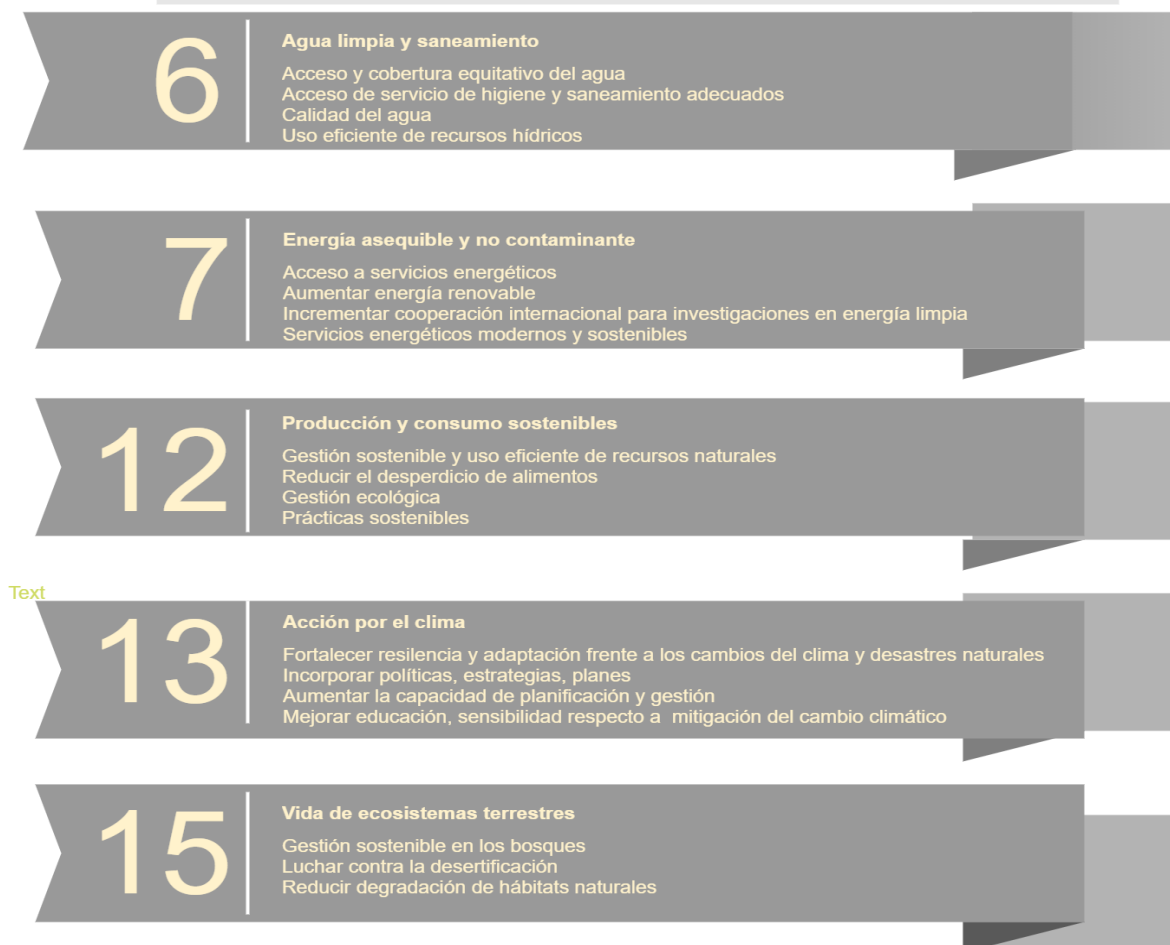 6
Agua limpia y saneamiento
Acceso y cobertura equitativo del agua
Acceso de servicio de higiene y saneamiento adecuados
Calidad del agua
Uso eficiente de recursos hídricos
7
Energía asequible y no contaminante
Acceso a servicios energéticos
Aumentar energía renovable
Incrementar cooperación internacional para investigaciones en energía limpia
Servicios energéticos modernos y sostenibles
12
Producción y consumo sostenibles
Gestión sostenible y uso eficiente de recursos naturales
Reducir el desperdicio de alimentos
Gestión ecológica
Prácticas sostenibles
Text
13
Acción por el clima
Fortalecer resilencia y adaptación frente a los cambios del clima y desastres naturales
Incorporar políticas, estrategias, planes
Aumentar la capacidad de planificación y gestión
Mejorar educación, sensibilidad respecto a  mitigación del cambio climático
15
Vida de ecosistemas terrestres
Gestión sostenible en los bosques
Luchar contra la desertificación
Reducir degradación de hábitats naturales